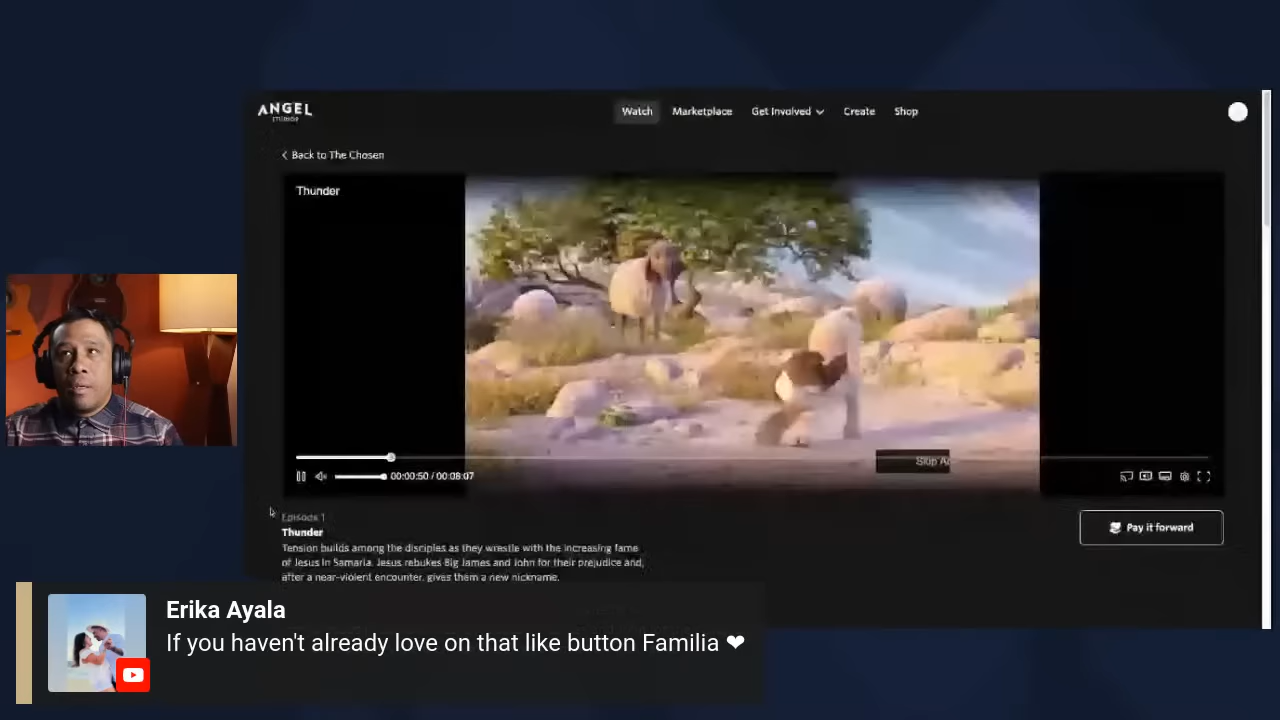 ANGEL
STUDIOS
Watch
Marketplace
Get Involved
Create
Shop
Back to The Chosen
Thunder
Skip
00:00:50 / 00:08:07
Episode 1
Thunder
Pay it forward
Tension builds among the disciples as they wrestle with the increasing fame
of Jesus in Samaria. Jesus rebukes Big James and John for their prejudice and,
after a near-violent encounter, gives them a new nickname.
Erika Ayala
If you haven't already love on that like button Familia ❤